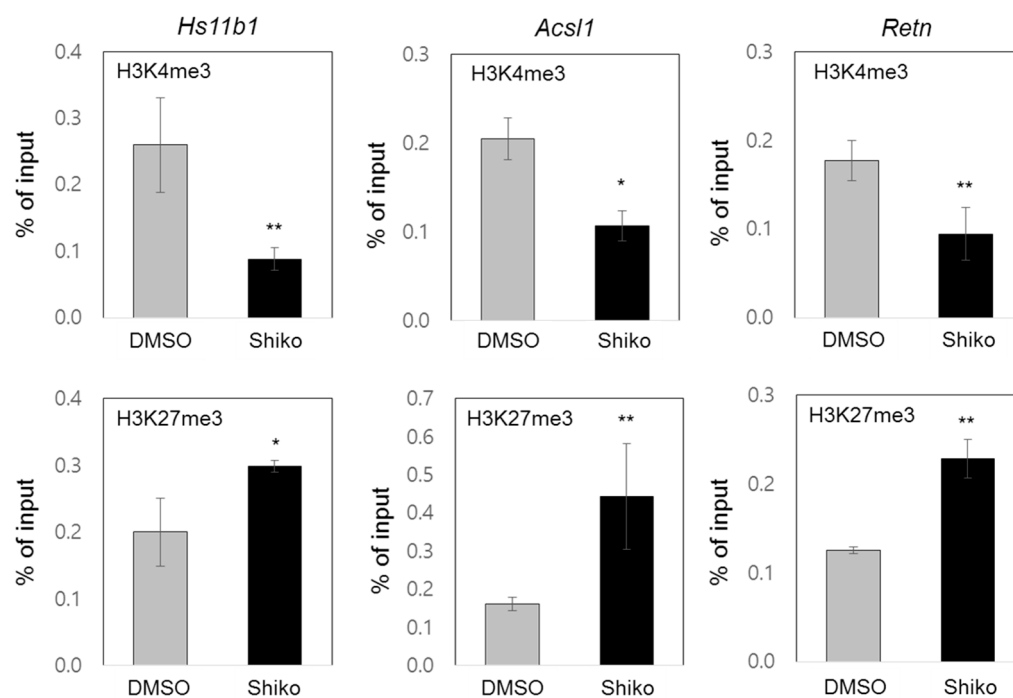 Hs11b1
0.4
H3K4me3
0.3
0.2
0.1
0.0
% of input
**
DMSO Shiko
Acsl1
0.3
H3K4me3
0.2
0.1
0.0
% of input
*
DMSO Shiko
Retn
0.3
H3K4me3
0.2
0.1
0.0
% of input
**
DMSO Shiko
0.4
H3K27me3
0.3
0.2
0.1
0.0
% of input
*
DMSO Shiko
0.7
H3K27me3
0.6
0.5
0.4
0.3
0.2
0.1
0.0
% of input
**
DMSO Shiko
0.3
H3K27me3
0.2
0.1
0.0
% of input
**
DMSO Shiko